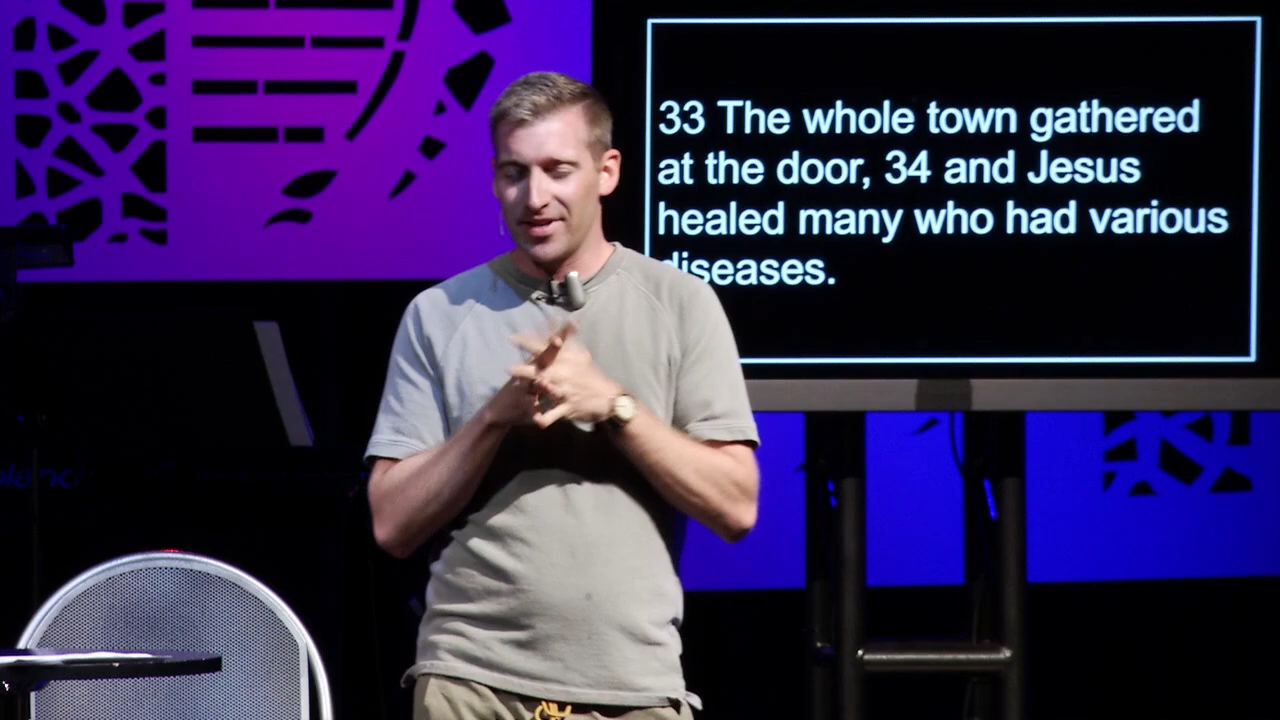 33 The whole town gathered
at the door, 34 and Jesus
healed many who had various
diseases.